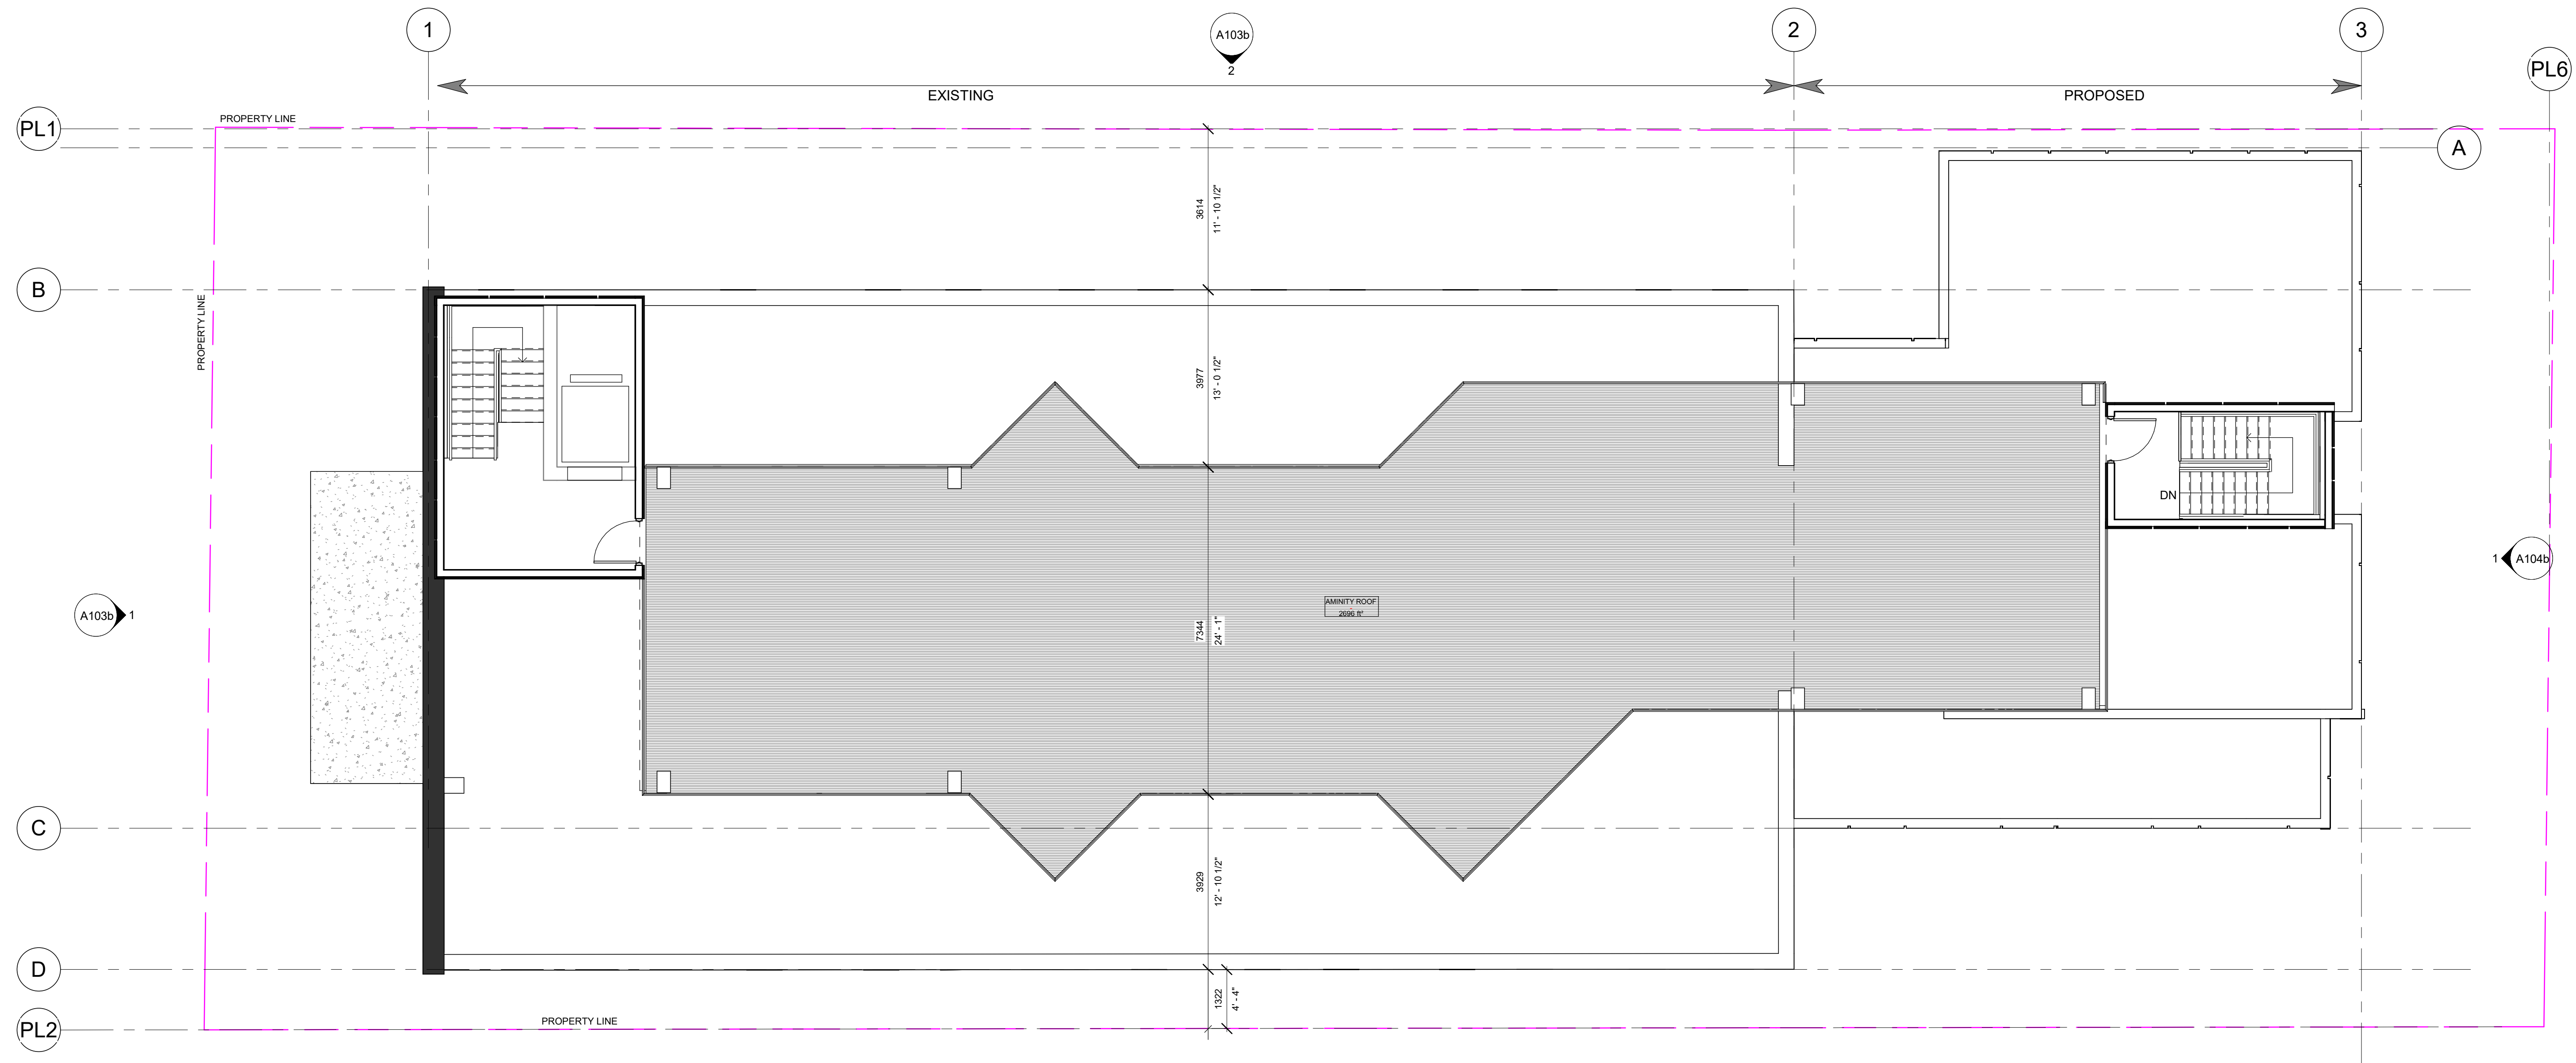 1
A103b
2
2
3
PL6
EXISTING
PROPOSED
PROPERTY LINE
PL1
A
3614
11' - 10 1/2"
B
PROPERTY LINE
3977
13' - 0 1/2"
DN
1
A104b
A103b
1
AMINITY ROOF
2696 ft²
7344
24' - 1"
C
3929
12' - 10 1/2"
D
1322
4' - 4"
PROPERTY LINE
PL2